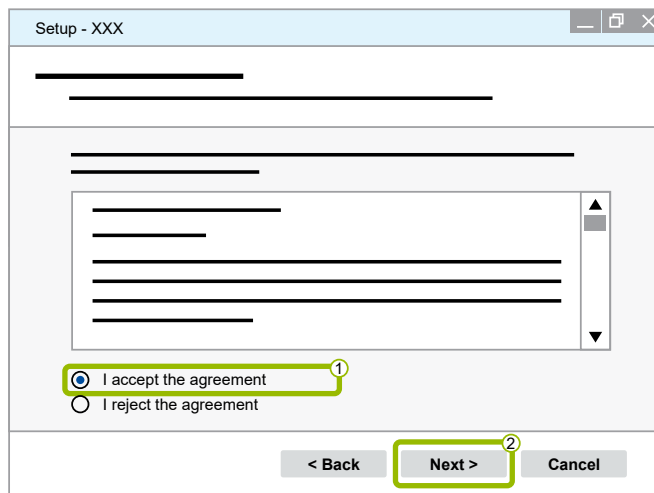 Setup - XXX
I accept the agreement
1
I reject the agreement
2
< Back Next > Cancel